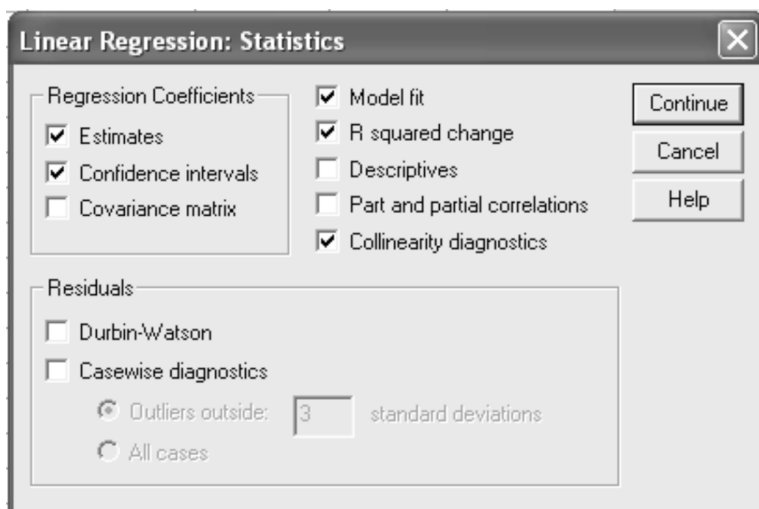 Linear Regression: Statistics
Regression Coefficients
Estimates
Confidence intervals
Covariance matrix
Model fit
R squared change
Descriptives
Part and partial correlations
Collinearity diagnostics
Continue
Cancel
Help
Residuals
Durbin-Watson
Casewise diagnostics
Outliers outside: 3 standard deviations
All cases